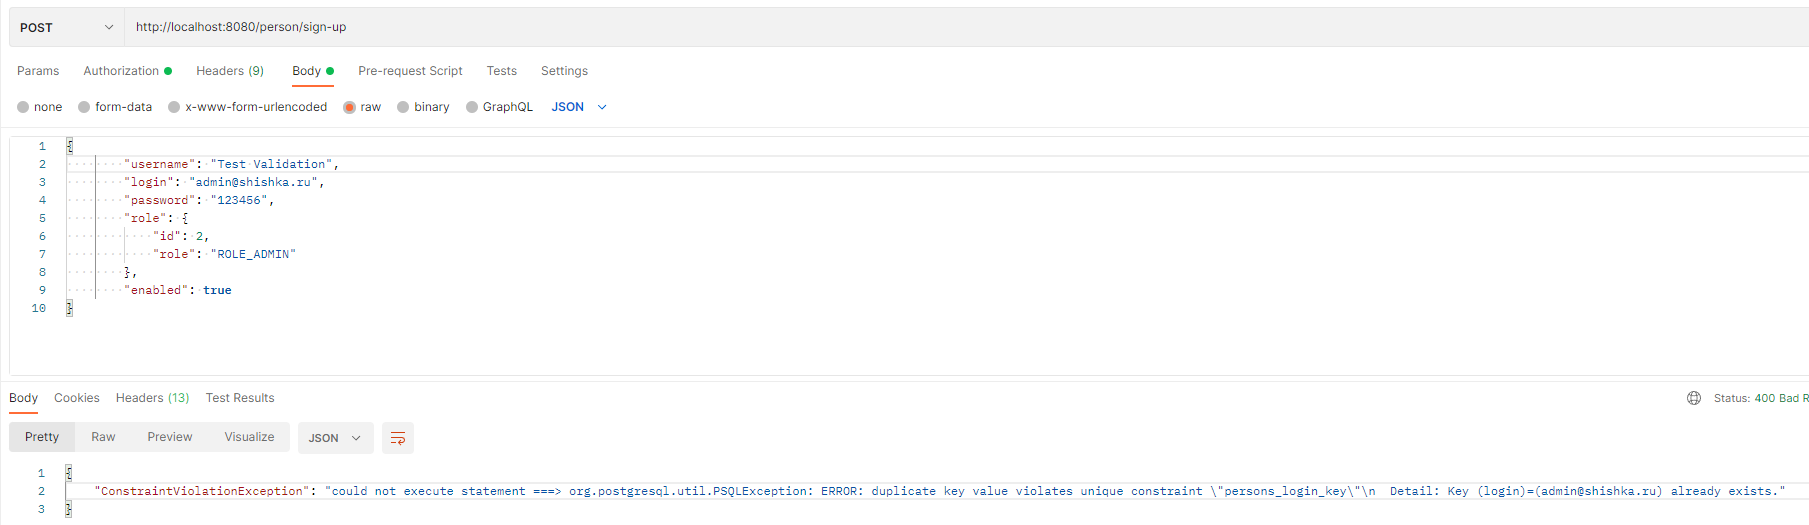 POST http://localhost:8080/person/sign-up
Params Authorization Headers (9) Body Pre-request Script Tests Settings
none form-data x-www-form-urlencoded raw binary GraphQL JSON
1 {
2 "username": "Test Validation",
3 "login": "admin@shishka.ru",
4 "password": "123456",
5 "role": {
6 "id": 2,
7 "role": "ROLE_ADMIN"
8 },
9 "enabled": true
10 }
Body Cookies Headers (13) Test Results Status: 400 Bad R
Pretty Raw Preview Visualize JSON
1 {
2 "ConstraintViolationException": "could not execute statement ===> org.postgresql.util.PSQLException: ERROR: duplicate key value violates unique constraint \"persons_login_key\"\n  Detail: Key (login)=(admin@shishka.ru) already exists."
3 }